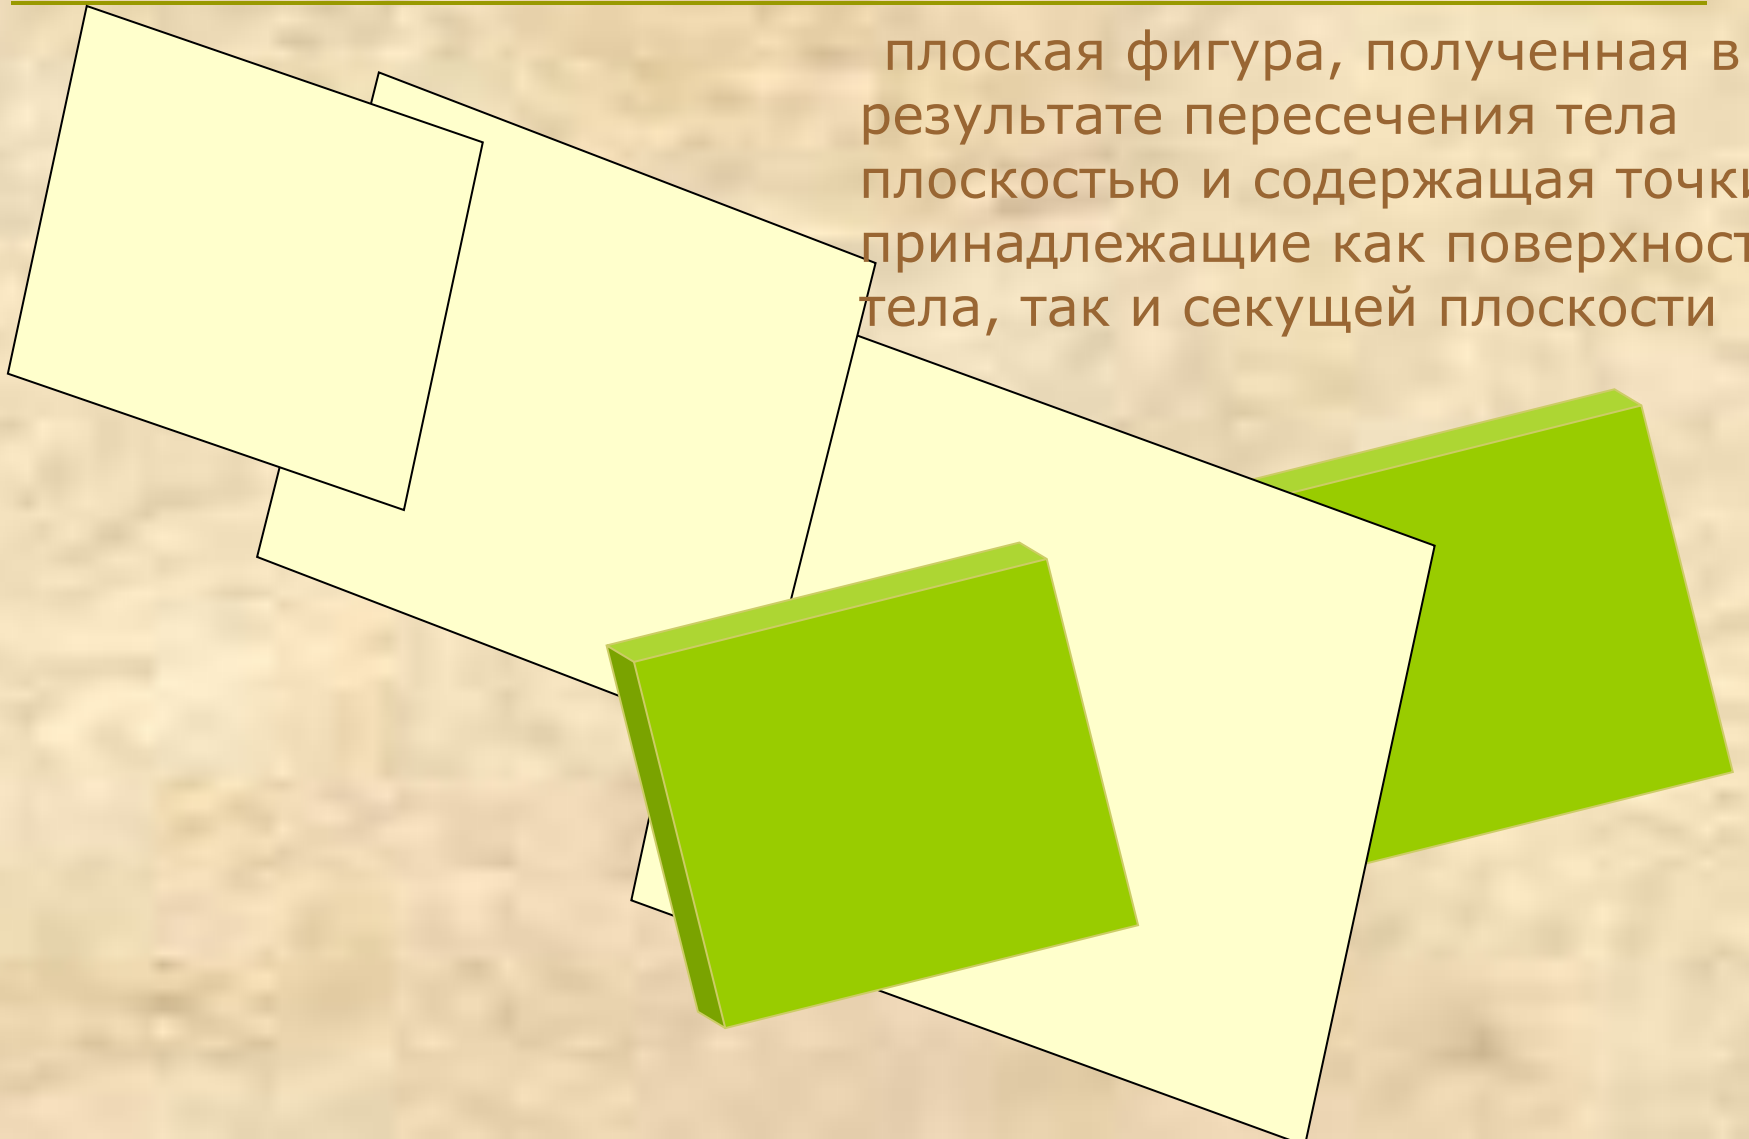 плоская фигура, полученная в
результате пересечения тела
плоскостью и содержащая точки
принадлежащие как поверхност
тела, так и секущей плоскости